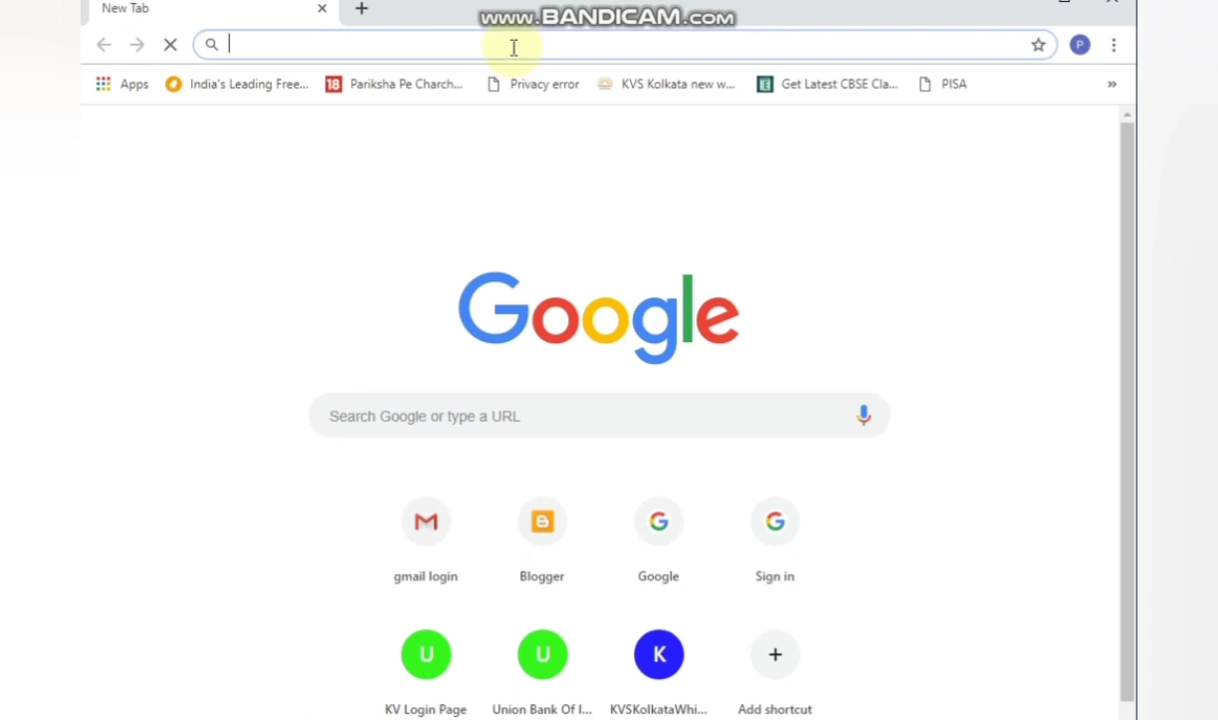 New Tab
www.BANDICAM.com
P
Apps India's Leading Free... 18 Pariksha Pe Charch... Privacy error KVS Kolkata new w... Get Latest CBSE Cla... PISA »
Google
Search Google or type a URL
gmail login Blogger Google Sign in
U U K
KV Login Page Union Bank Of I... KVSKolkataWhi... Add shortcut